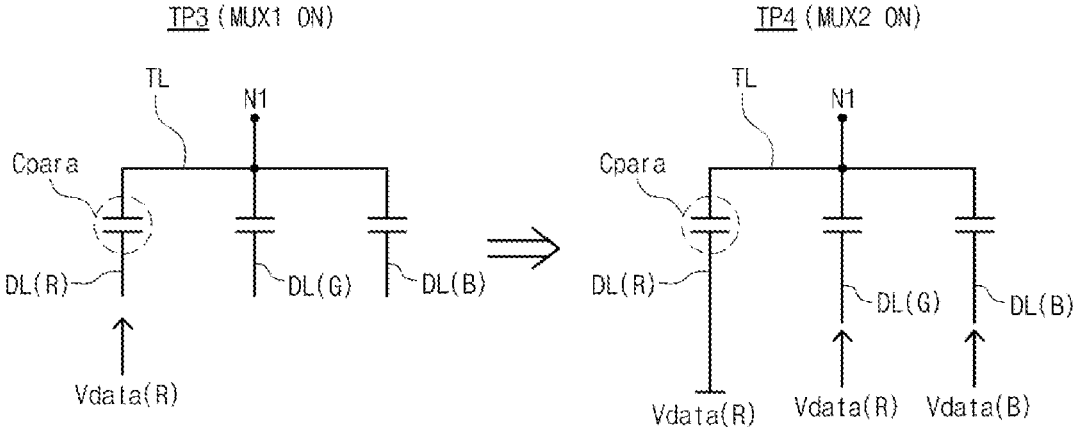 TP3 (MUX1 ON)
TL
N1
Cpara
DL(R)
DL(G)
DL(B)
Vdata(R)
TP4 (MUX2 ON)
TL
N1
Cpara
DL(R)
DL(G)
DL(B)
Vdata(R)
Vdata(R)
Vdata(B)